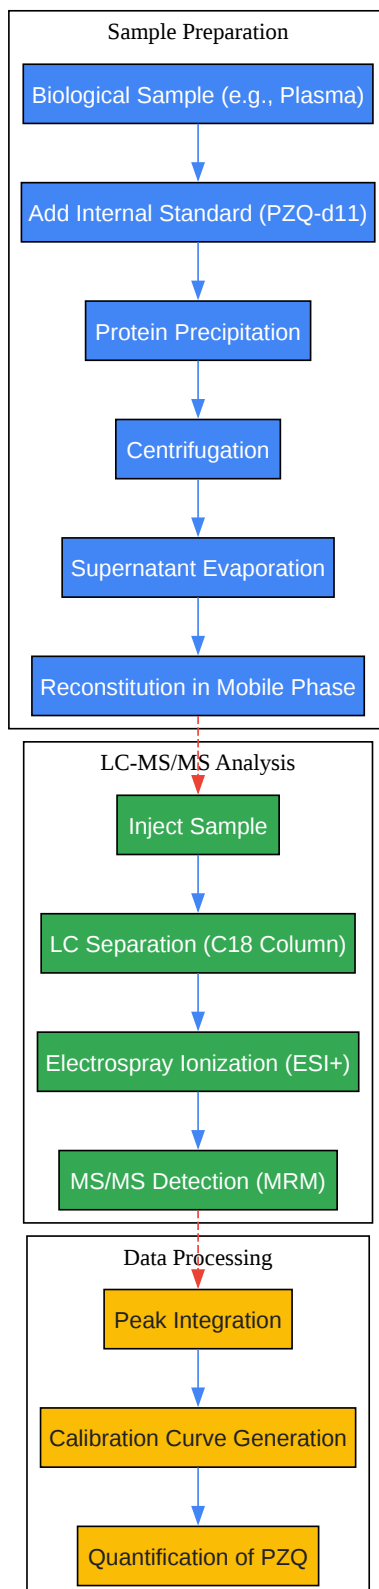 Sample Preparation
Biological Sample (e.g., Plasma)
Add Internal Standard (PZQ-d11)
Protein Precipitation
Centrifugation
Supernatant Evaporation
Reconstitution in Mobile Phase
LC-MS/MS Analysis
Inject Sample
LC Separation (C18 Column)
Electrospray Ionization (ESI+)
MS/MS Detection (MRM)
Data Processing
Peak Integration
Calibration Curve Generation
Quantification of PZQ